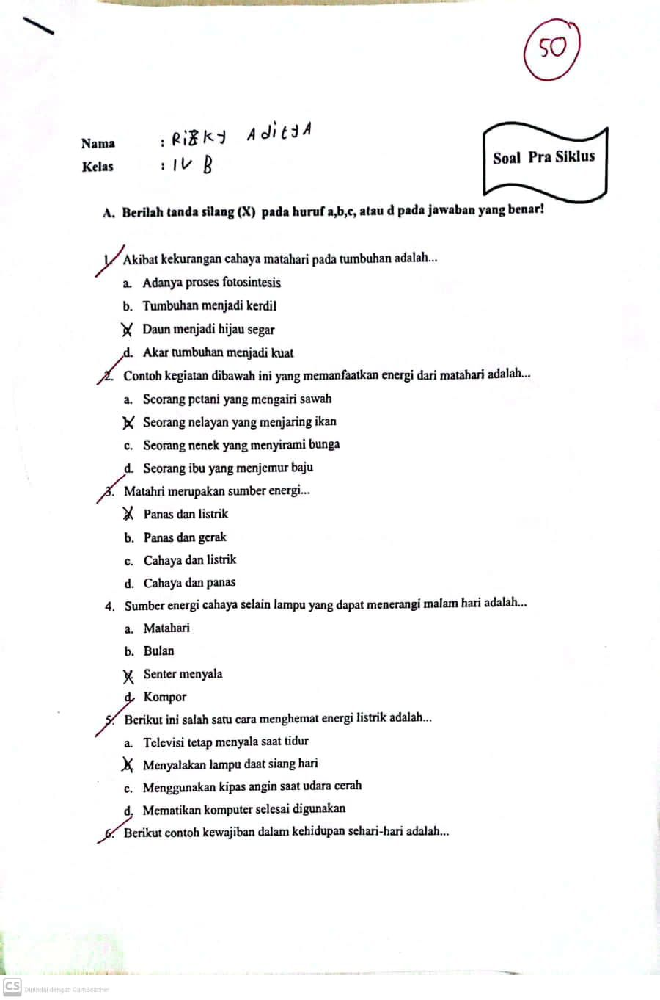 50
Nama : Rizky AdityA
Kelas : IV B
Soal Pra Siklus
A. Berilah tanda silang (X) pada huruf a,b,c, atau d pada jawaban yang benar!
1. Akibat kekurangan cahaya matahari pada tumbuhan adalah...
a. Adanya proses fotosintesis
b. Tumbuhan menjadi kerdil
X Daun menjadi hijau segar
d. Akar tumbuhan menjadi kuat
2. Contoh kegiatan dibawah ini yang memanfaatkan energi dari matahari adalah...
a. Seorang petani yang mengairi sawah
X Seorang nelayan yang menjaring ikan
c. Seorang nenek yang menyirami bunga
d. Seorang ibu yang menjemur baju
3. Matahri merupakan sumber energi...
X Panas dan listrik
b. Panas dan gerak
c. Cahaya dan listrik
d. Cahaya dan panas
4. Sumber energi cahaya selain lampu yang dapat menerangi malam hari adalah...
a. Matahari
b. Bulan
X Senter menyala
d. Kompor
5. Berikut ini salah satu cara menghemat energi listrik adalah...
a. Televisi tetap menyala saat tidur
X Menyalakan lampu daat siang hari
c. Menggunakan kipas angin saat udara cerah
d. Mematikan komputer selesai digunakan
6. Berikut contoh kewajiban dalam kehidupan sehari-hari adalah...
CS Dipindai dengan CamScanner